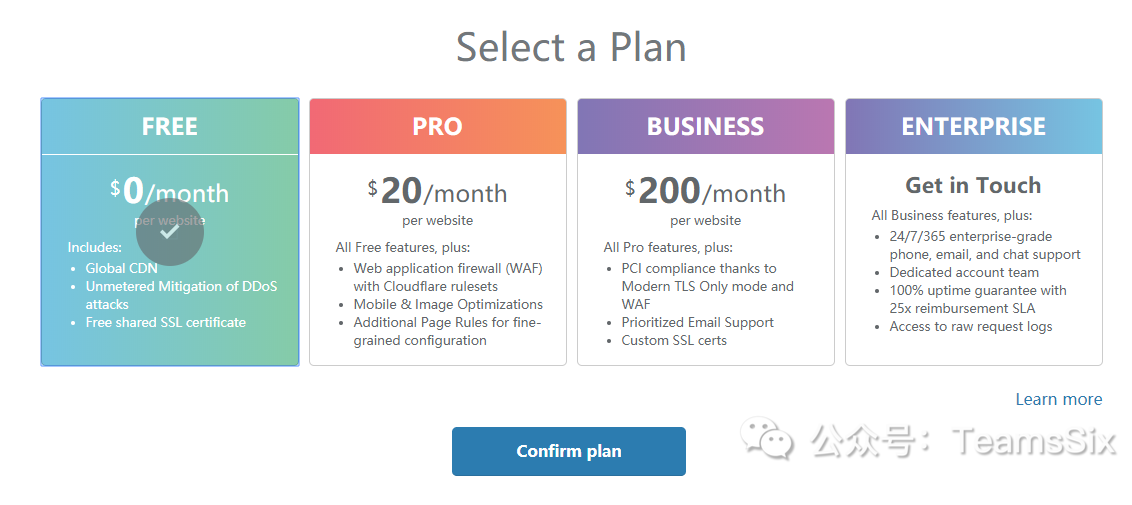 Select a Plan
FREE
$0/month
per website
Includes:
• Global CDN
• Unmetered Mitigation of DDoS
attacks
• Free shared SSL certificate
PRO
$20/month
per website
All Free features, plus:
• Web application firewall (WAF)
with Cloudflare rulesets
• Mobile & Image Optimizations
• Additional Page Rules for fine-
grained configuration
BUSINESS
$200/month
per website
All Pro features, plus:
• PCI compliance thanks to
Modern TLS Only mode and
WAF
• Prioritized Email Support
• Custom SSL certs
ENTERPRISE
Get in Touch
All Business features, plus:
• 24/7/365 enterprise-grade
phone, email, and chat support
• Dedicated account team
• 100% uptime guarantee with
25x reimbursement SLA
• Access to raw request logs
Learn more
Confirm plan
公众号：TeamsSix